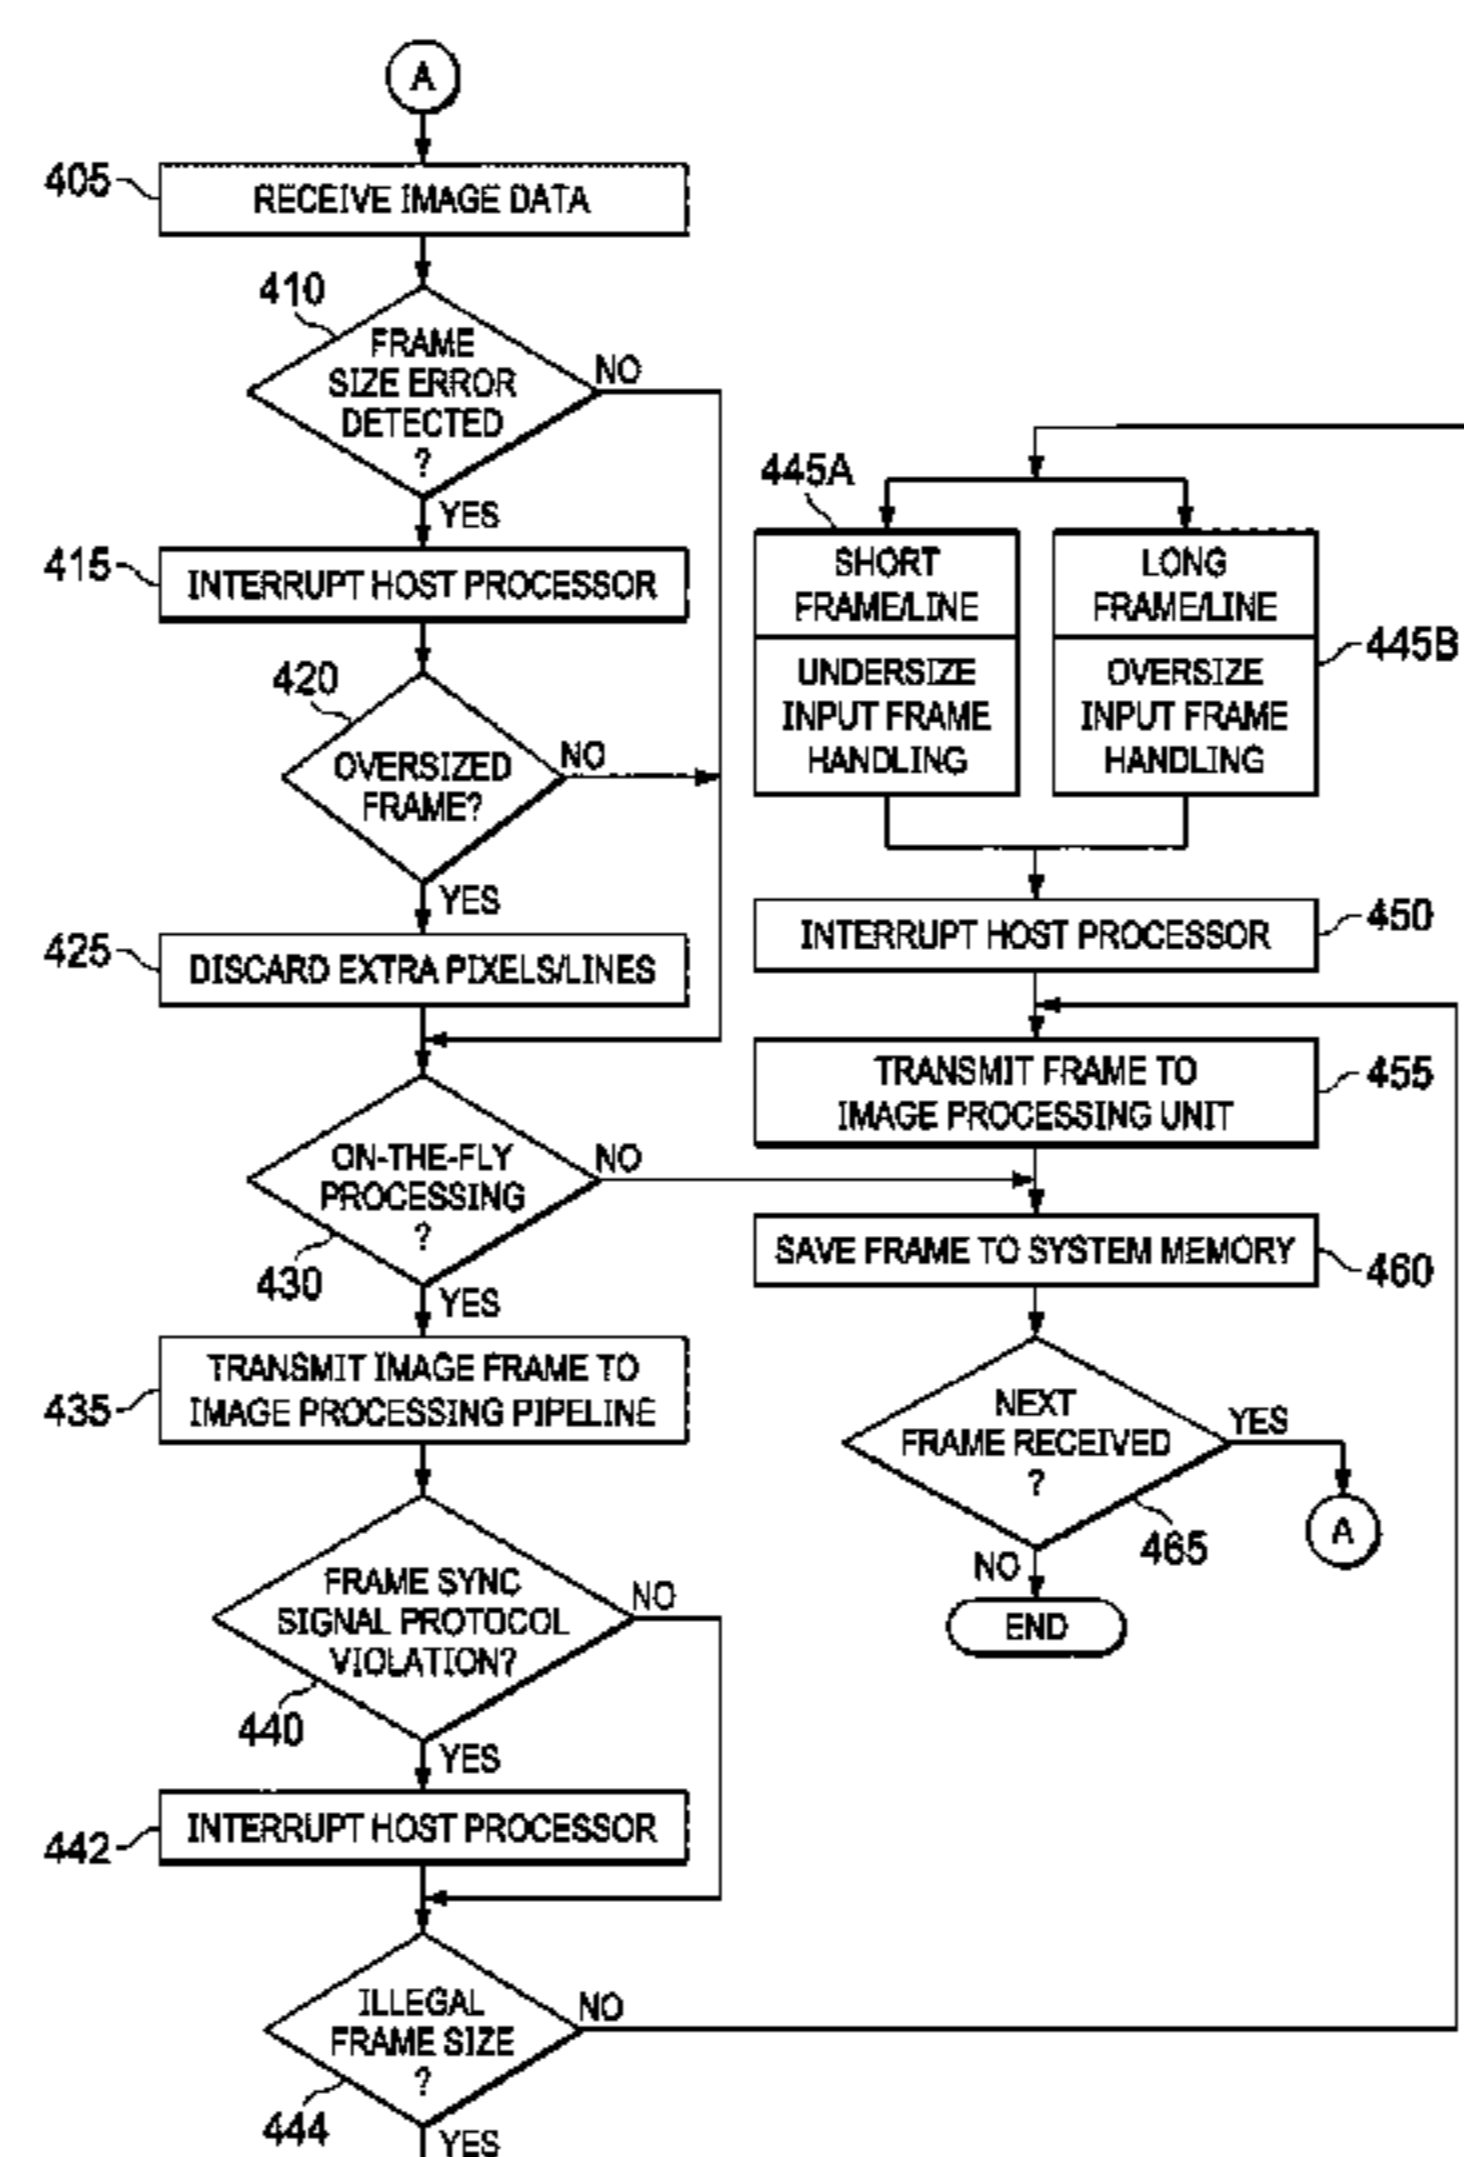 A
405
RECEIVE IMAGE DATA
410
FRAME
SIZE ERROR
DETECTED
?
NO
YES
415
INTERRUPT HOST PROCESSOR
420
OVERSIZED
FRAME?
NO
YES
425
DISCARD EXTRA PIXELS/LINES
ON-THE-FLY
PROCESSING
?
NO
430
YES
435
TRANSMIT IMAGE FRAME TO
IMAGE PROCESSING PIPELINE
FRAME SYNC
SIGNAL PROTOCOL
VIOLATION?
NO
440
YES
442
INTERRUPT HOST PROCESSOR
ILLEGAL
FRAME SIZE
?
NO
444
YES
445A
SHORT
FRAME/LINE
UNDERSIZE
INPUT FRAME
HANDLING
LONG
FRAME/LINE
445B
OVERSIZE
INPUT FRAME
HANDLING
INTERRUPT HOST PROCESSOR
450
TRANSMIT FRAME TO
IMAGE PROCESSING UNIT
455
SAVE FRAME TO SYSTEM MEMORY
460
NEXT
FRAME RECEIVED
?
YES
465
A
NO
END